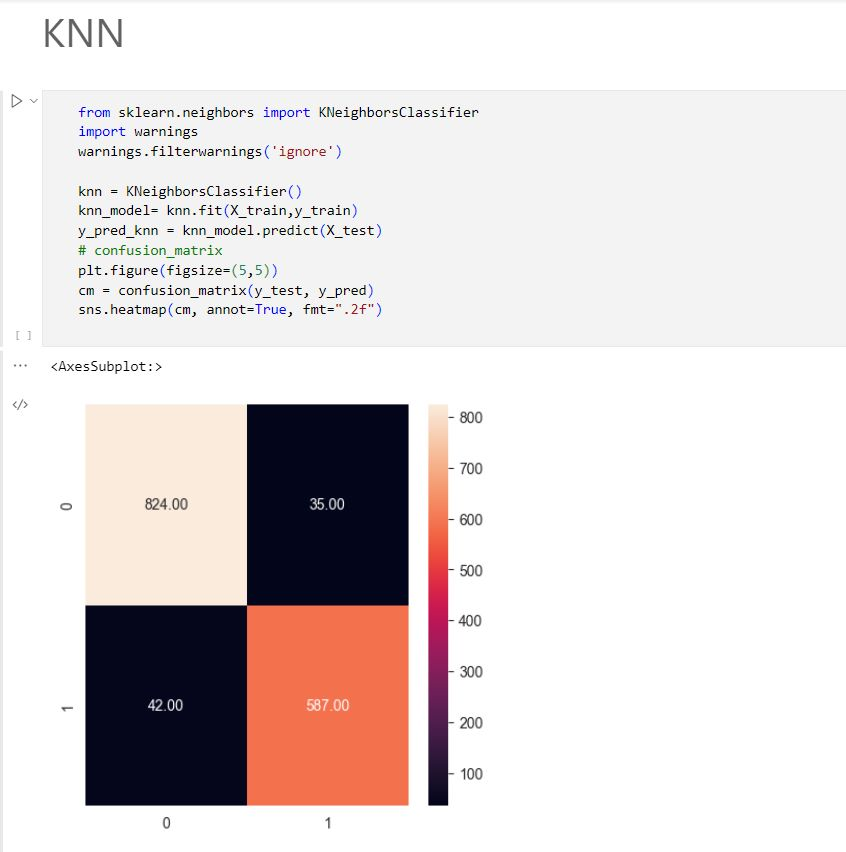 KNN
from sklearn.neighbors import KNeighborsClassifier
import warnings
warnings.filterwarnings('ignore')
knn = KNeighborsClassifier()
knn_model= knn.fit(X_train,y_train)
y_pred_knn = knn_model.predict(X_test)
# confusion_matrix
plt.figure(figsize=(5,5))
cm = confusion_matrix(y_test, y_pred)
sns.heatmap(cm, annot=True, fmt=".2f")
[ ]
... <AxesSubplot:>
</>
800
0 824.00 35.00
700
600
500
400
1 42.00 587.00
300
200
100
0 1